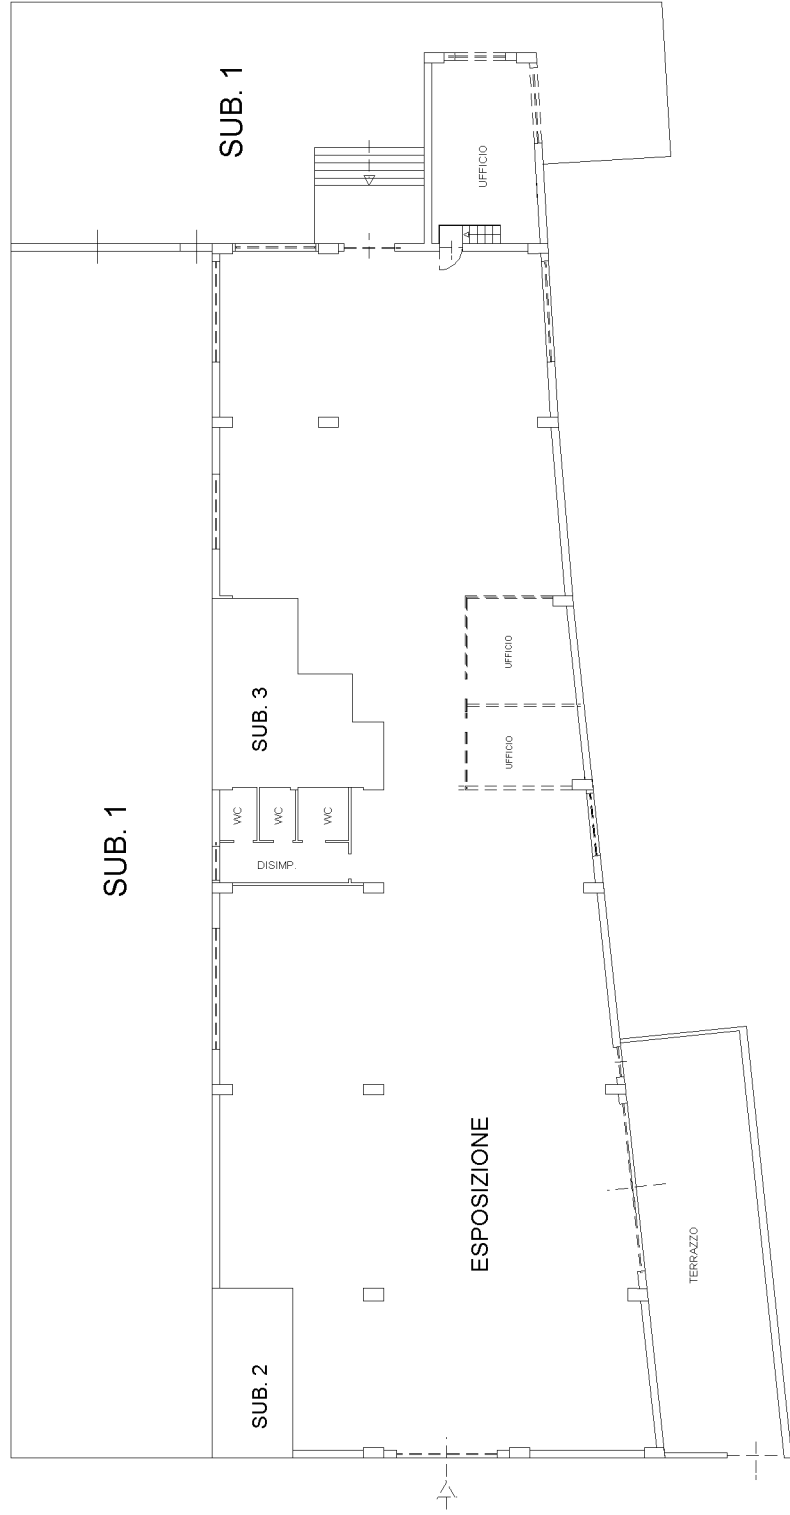 SUB. 1
UFFICIO
UFFICIO
SUB. 3
UFFICIO
WC
WC
WC
SUB. 1
DISIMP.
ESPOSIZIONE
TERRAZZO
SUB. 2